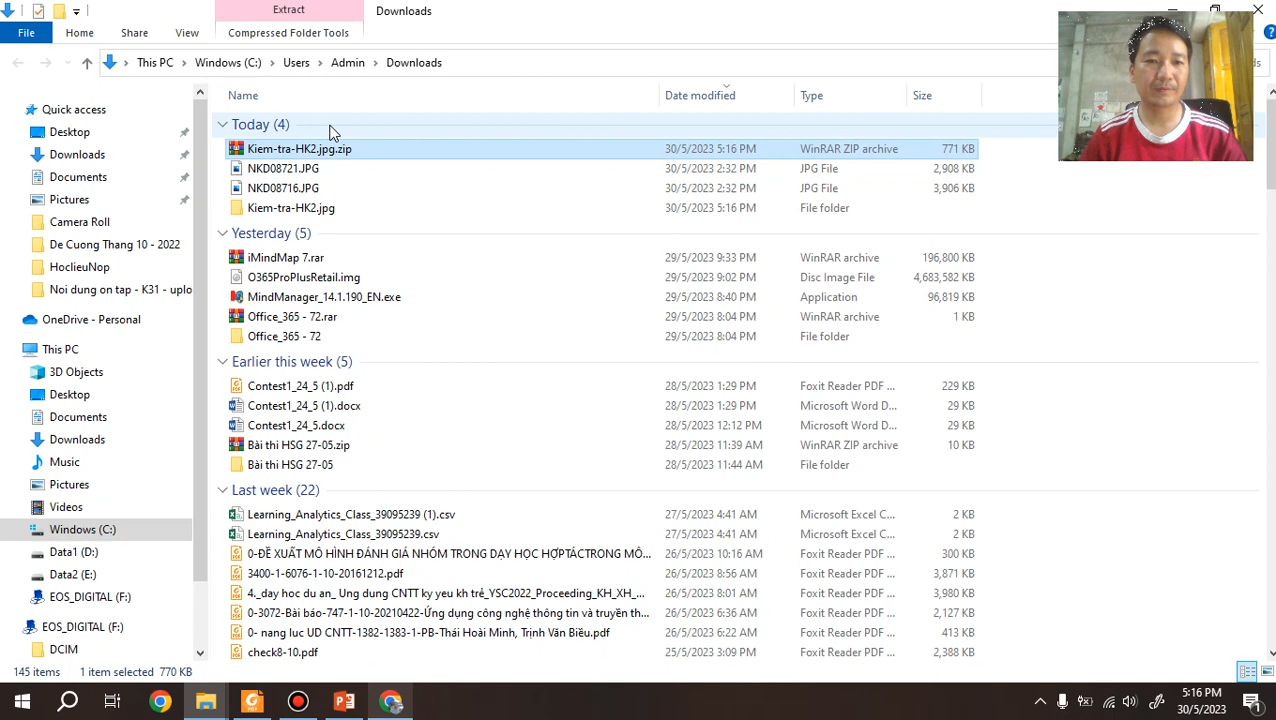 Extract
Downloads
File
Home
Share
View
Compressed Folder Tools
This PC
Windows (C:)
Users
Admin
Downloads
Name
Date modified
Type
Size
Quick access
Desktop
Downloads
Documents
Pictures
Camera Roll
De Cuong Thang 10 - 2022
HoclieuNop
Noi dung on tap - K31 - uplo
OneDrive - Personal
This PC
3D Objects
Desktop
Documents
Downloads
Music
Pictures
Videos
Windows (C:)
Data1 (D:)
Data2 (E:)
EOS_DIGITAL (F:)
EOS_DIGITAL (F:)
DCIM
Today (4)
Kiem-tra-HK2.jpg.zip 30/5/2023 5:16 PM WinRAR ZIP archive 771 KB
NKD08721.JPG 30/5/2023 2:32 PM JPG File 2,908 KB
NKD08716.JPG 30/5/2023 2:32 PM JPG File 3,906 KB
Kiem-tra-HK2.jpg 30/5/2023 5:16 PM File folder
Yesterday (5)
iMindMap 7.rar 29/5/2023 9:33 PM WinRAR archive 196,800 KB
O365ProPlusRetail.img 29/5/2023 9:02 PM Disc Image File 4,683,582 KB
MindManager_14.1.190_EN.exe 29/5/2023 8:40 PM Application 96,819 KB
Office_365 - 72.rar 29/5/2023 8:04 PM WinRAR archive 1 KB
Office_365 - 72 29/5/2023 8:04 PM File folder
Earlier this week (5)
Contest1_24_5 (1).pdf 28/5/2023 1:29 PM Foxit Reader PDF ... 229 KB
Contest1_24_5 (1).docx 28/5/2023 1:29 PM Microsoft Word D... 29 KB
Contest1_24_5.docx 28/5/2023 12:12 PM Microsoft Word D... 29 KB
Bài thi HSG 27-05.zip 28/5/2023 11:39 AM WinRAR ZIP archive 10 KB
Bài thi HSG 27-05 28/5/2023 11:44 AM File folder
Last week (22)
Learning_Analytics_Class_39095239 (1).csv 27/5/2023 4:41 AM Microsoft Excel C... 2 KB
Learning_Analytics_Class_39095239.csv 27/5/2023 4:41 AM Microsoft Excel C... 2 KB
0-ĐỀ XUẤT MÔ HÌNH ĐÁNH GIÁ NHÓM TRONG DẠY HỌC HỢPTÁCTRONG MÔ... 26/5/2023 10:16 AM Foxit Reader PDF ... 300 KB
3400-1-6076-1-10-20161212.pdf 26/5/2023 8:56 AM Foxit Reader PDF ... 3,871 KB
4._day hoc du an_ Ung dung CNTT ky yeu kh trẻ_YSC2022_Proceeding_KH_XH_... 26/5/2023 8:01 AM Foxit Reader PDF ... 3,980 KB
0-3072-Bài báo-747-1-10-20210422-Ứng dụng công nghệ thông tin và truyền th... 26/5/2023 6:36 AM Foxit Reader PDF ... 2,127 KB
0- nang luc UD CNTT-1382-1383-1-PB-Thái Hoài Minh, Trịnh Văn Biều.pdf 26/5/2023 6:22 AM Foxit Reader PDF ... 413 KB
check8-10.pdf 25/5/2023 3:09 PM Foxit Reader PDF ... 2,388 KB
145 items 1 item selected 770 KB
5:16 PM
30/5/2023
1